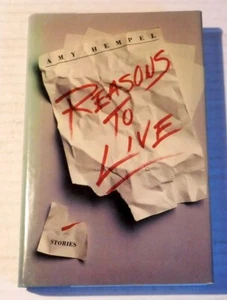 AMY HEMPEL
REASONS
TO
LIVE
STORIES